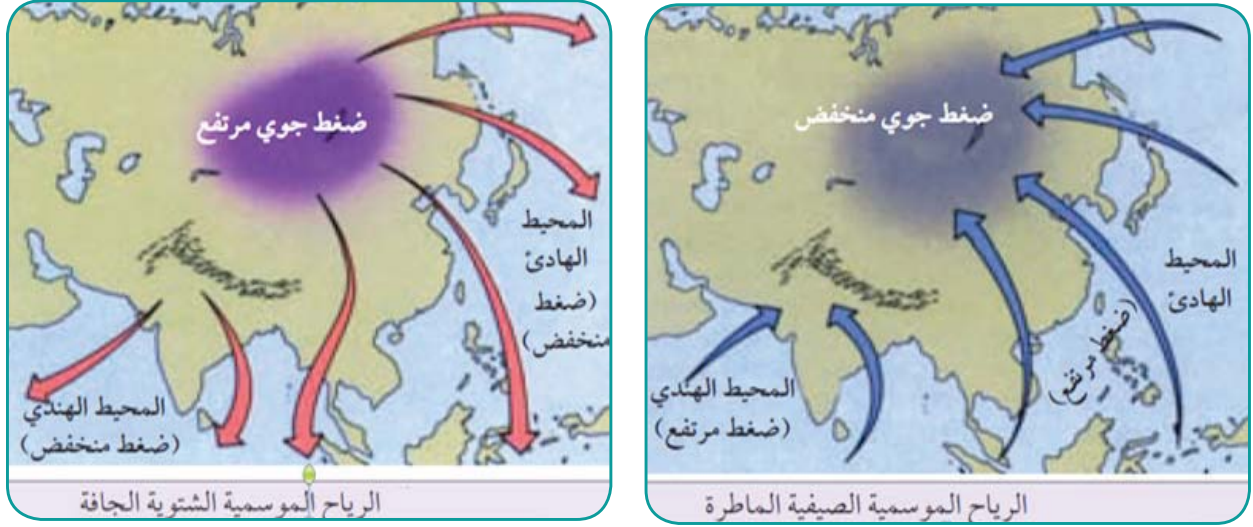 ضغط جوي منخفض
المحيط
الهادئ
(ضغط مرتفع)
المحيط الهندي
(ضغط مرتفع)
الرياح الموسمية الصيفية الماطرة
ضغط جوي مرتفع
المحيط
الهادئ
(ضغط
منخفض)
المحيط الهندي
(ضغط منخفض)
الرياح الموسمية الشتوية الجافة